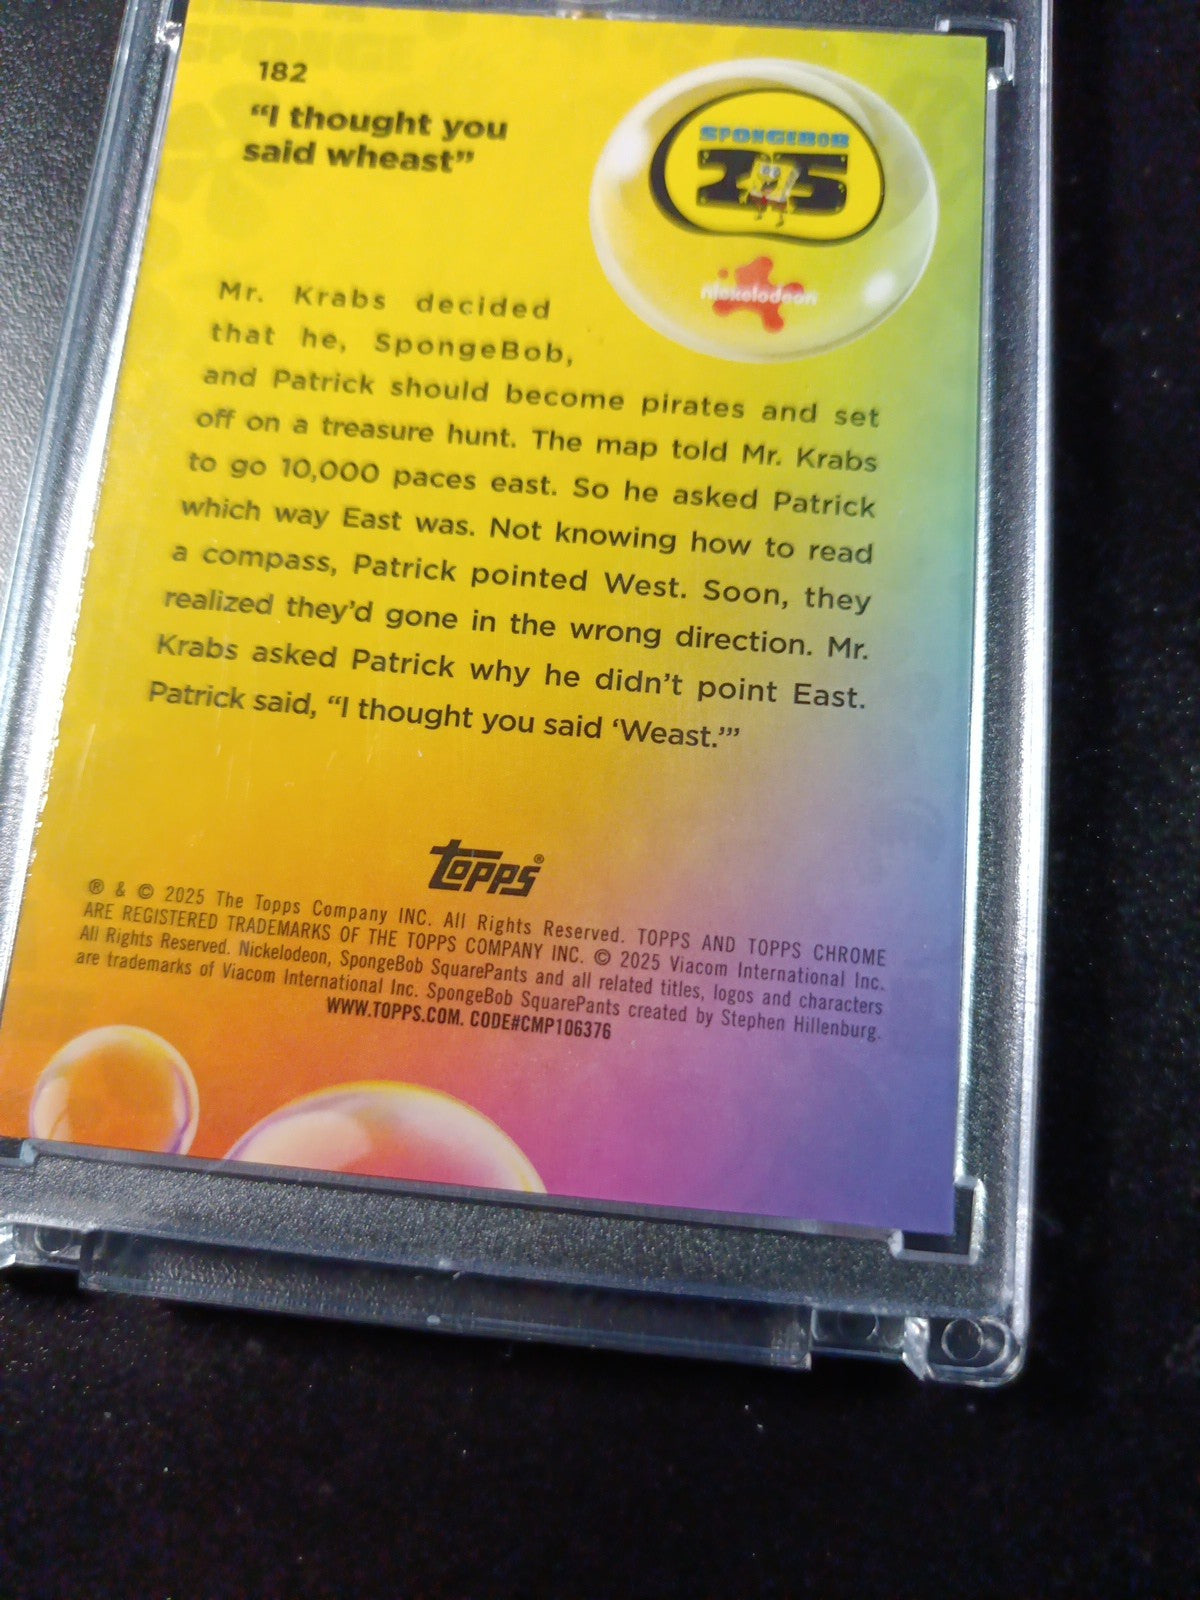 182
“I thought you
said wheast”
SPONGEBOB
25
nickelodeon
Mr. Krabs decided
that he, SpongeBob,
and Patrick should become pirates and set
off on a treasure hunt. The map told Mr. Krabs
to go 10,000 paces east. So he asked Patrick
which way East was. Not knowing how to read
a compass, Patrick pointed West. Soon, they
realized they’d gone in the wrong direction. Mr.
Krabs asked Patrick why he didn’t point East.
Patrick said, “I thought you said ‘Weast.’”
TOPPS®
® & © 2025 The Topps Company INC. All Rights Reserved. TOPPS AND TOPPS CHROME
ARE REGISTERED TRADEMARKS OF THE TOPPS COMPANY INC. © 2025 Viacom International Inc.
All Rights Reserved. Nickelodeon, SpongeBob SquarePants and all related titles, logos and characters
are trademarks of Viacom International Inc. SpongeBob SquarePants created by Stephen Hillenburg.
WWW.TOPPS.COM. CODE#CMP106376